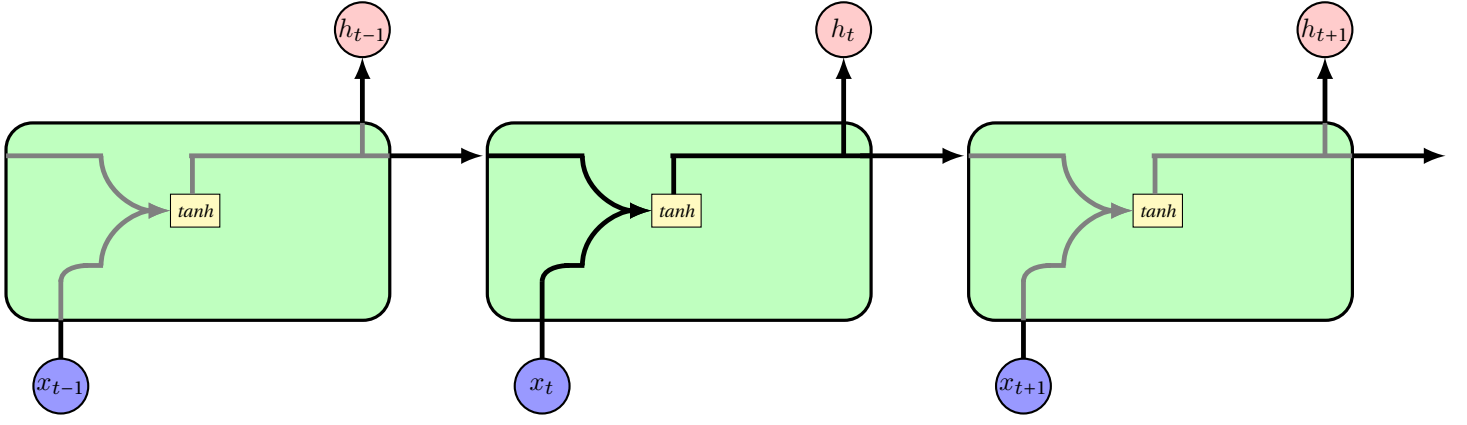 h_{t−1} h_t h_{t+1}
tanh tanh tanh
x_{t−1} x_t x_{t+1}